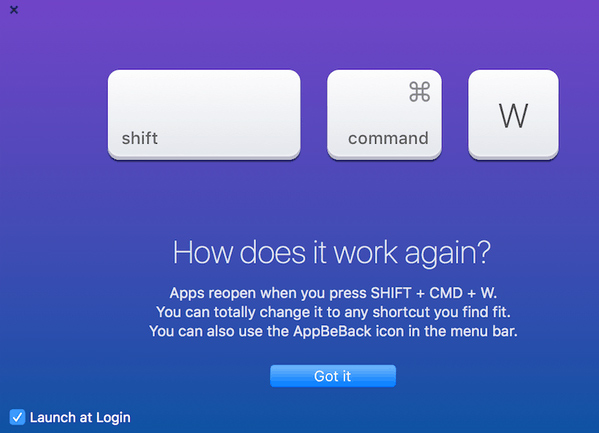 shift
⌘
command
W
How does it work again?
Apps reopen when you press SHIFT + CMD + W.
You can totally change it to any shortcut you find fit.
You can also use the AppBeBack icon in the menu bar.
Got it
Launch at Login